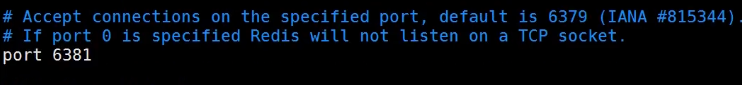 # Accept connections on the specified port, default is 6379 (IANA #815344).
# If port 0 is specified Redis will not listen on a TCP socket.
port 6381